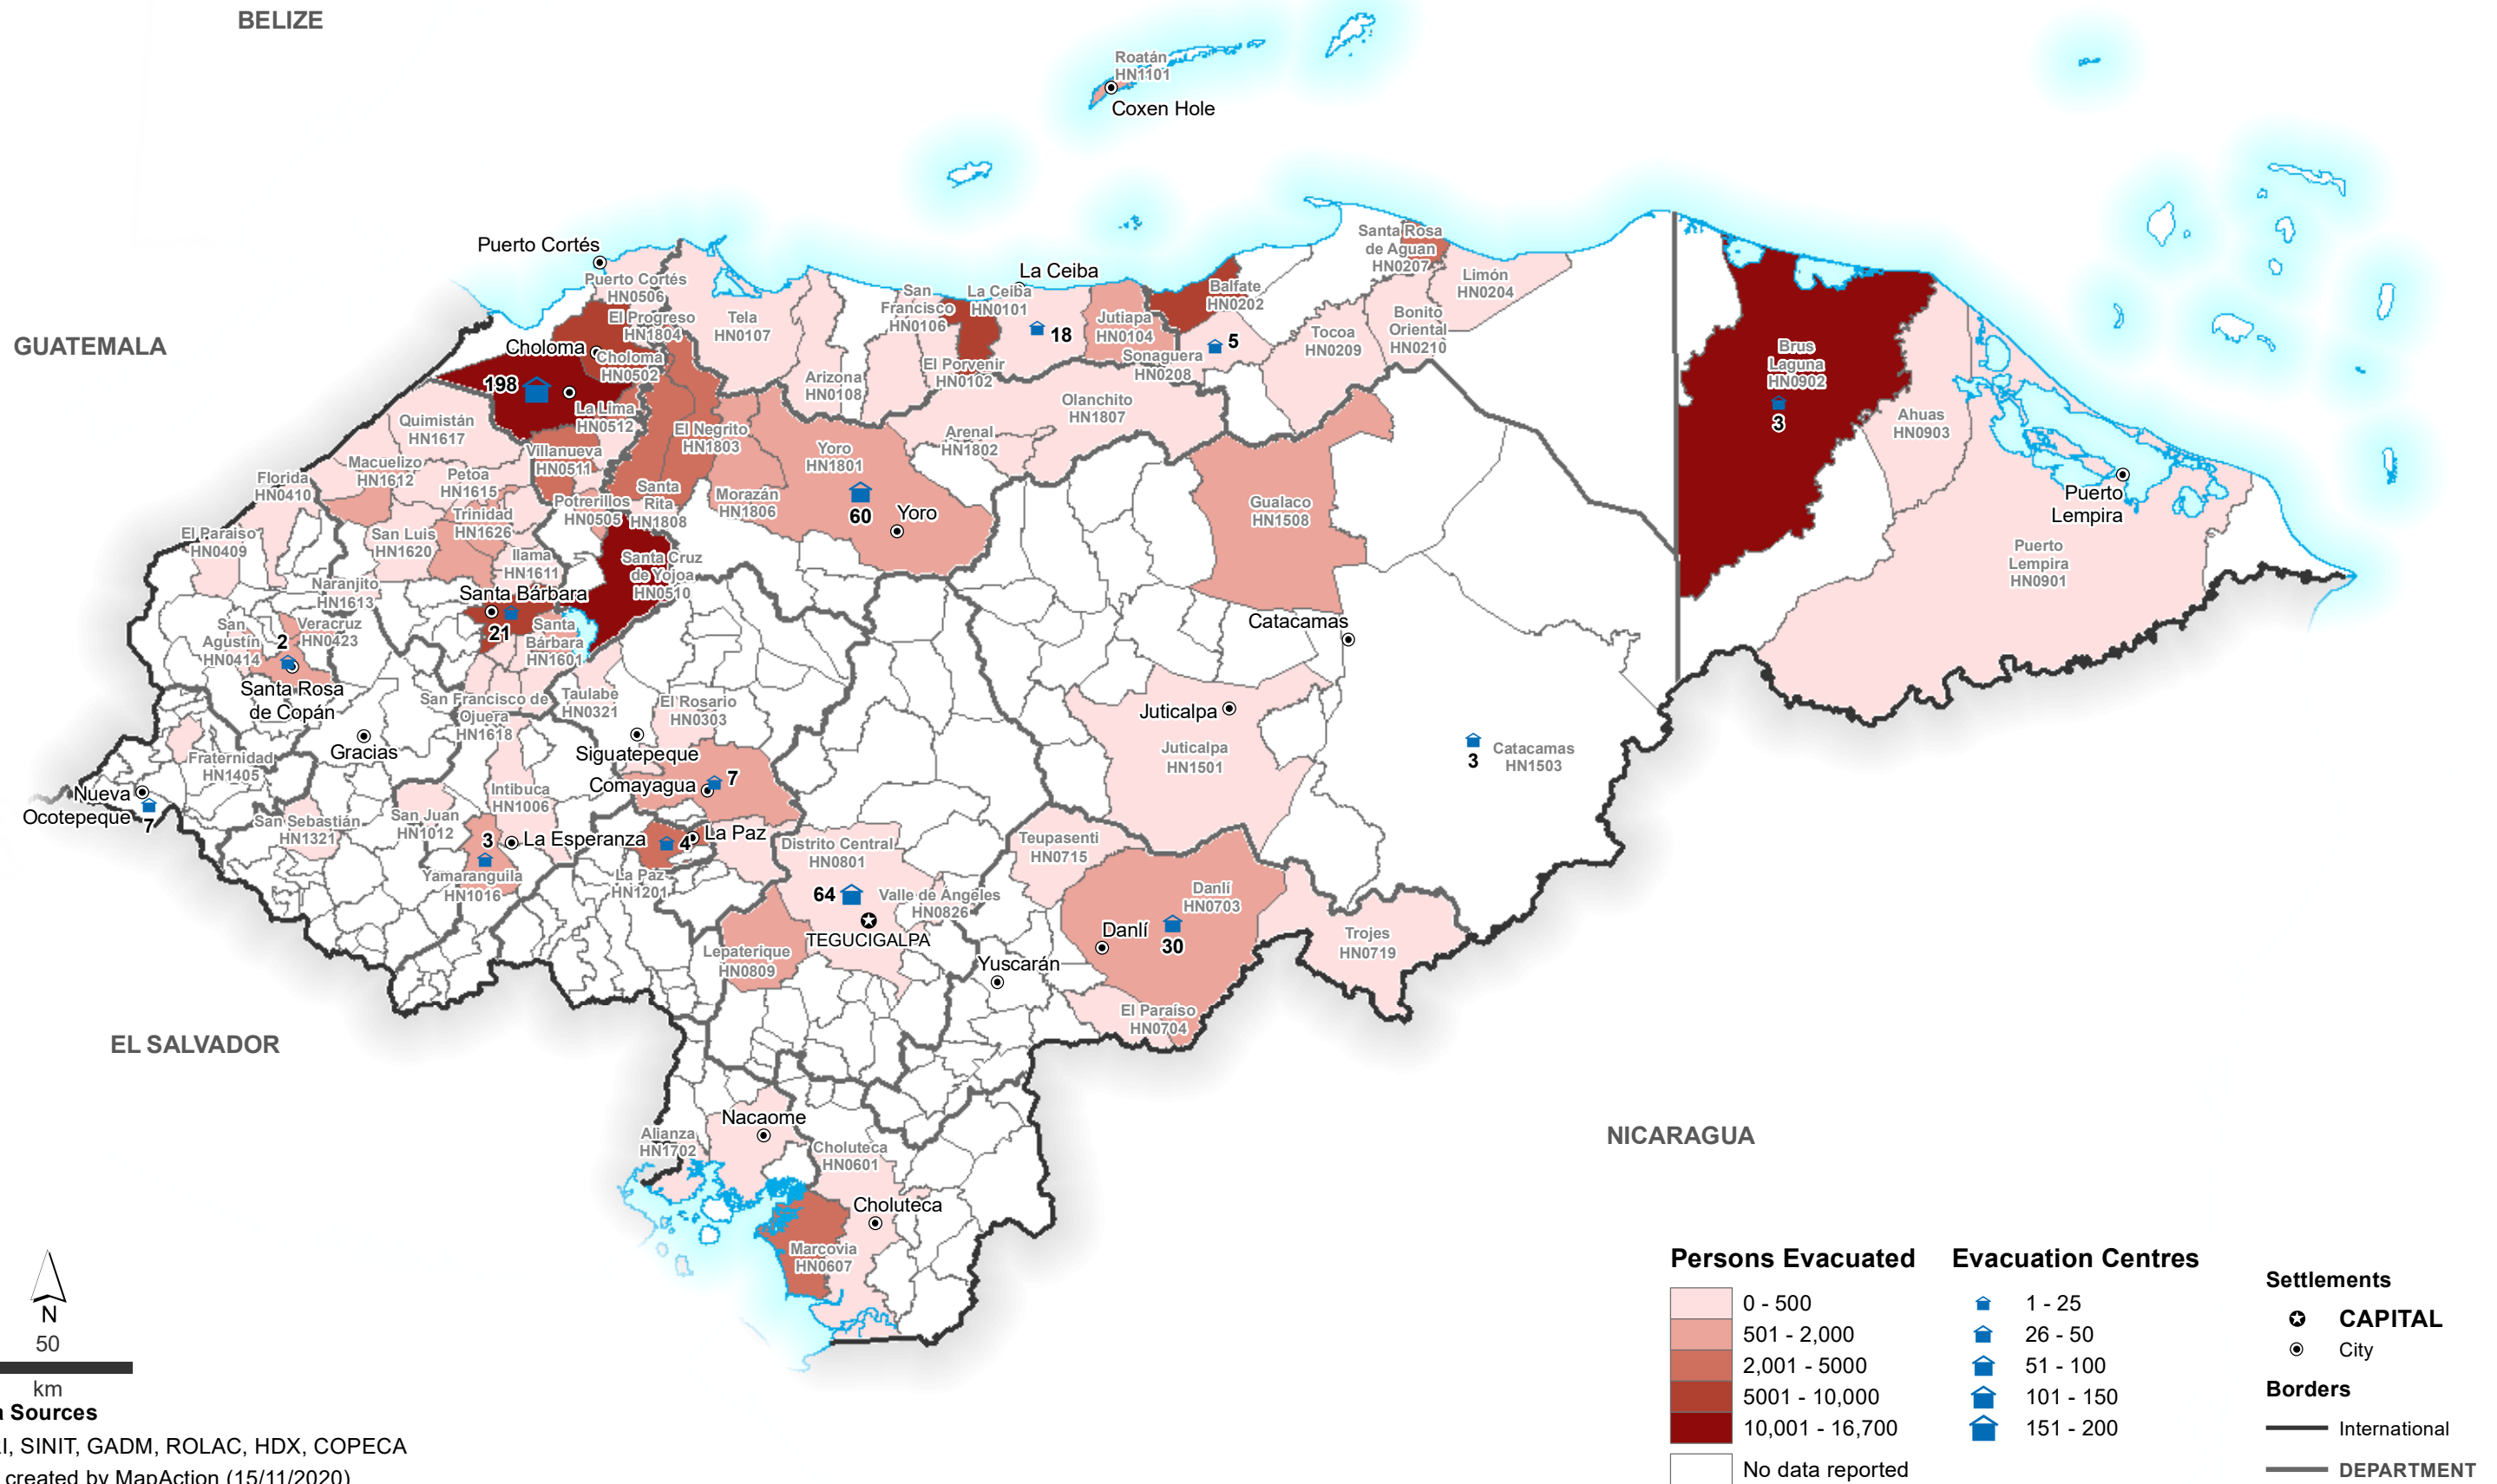 BELIZE
Roatán
HN1101
Coxen Hole
Puerto Cortés
Puerto Cortés
HN0506
La Ceiba
Santa Rosa
de Aguan
HN0207
Limón
HN0204
GUATEMALA
El Progreso
HN1804
Tela
HN0107
San
Francisco
HN0106
La Ceiba
HN0101
18
Jutiapa
HN0104
Balfate
HN0202
5
Tocoa
HN0209
Bonito
Oriental
HN0210
Choloma
Choloma
HN0502
198
Arizona
HN0108
El Porvenir
HN0102
Sonaguera
HN0208
Brus
Laguna
HN0902
3
Ahuas
HN0903
La Lima
HN0512
Quimistán
HN1617
El Negrito
HN1803
Olanchito
HN1807
Arenal
HN1802
Yoro
HN1801
60
Yoro
Villanueva
HN0511
Macuelizo
HN1612
Petoa
HN1615
Florida
HN0410
Potrerillos
HN0505
Santa
Rita
HN1808
Morazán
HN1806
Gualaco
HN1508
Puerto
Lempira
Puerto
Lempira
HN0901
Trinidad
HN1626
San Luis
HN1620
El Paraiso
HN0409
Ilama
HN1611
Santa Cruz
de Yojoa
HN0510
Naranjito
HN1613
Santa Bárbara
21
Santa
Bárbara
HN1601
San
Agustín
HN0414
2
Veracruz
HN0423
Catacamas
Santa Rosa
de Copán
San Francisco de
Ojuera
HN1618
Taulabe
HN0321
El Rosario
HN0303
Juticalpa
Juticalpa
HN1501
3
Catacamas
HN1503
Gracias
Siguatepeque
Fraternidad
HN1405
Comayagua
7
Nueva
Ocotepeque
7
Intibuca
HN1006
San Sebastián
HN1321
San Juan
HN1012
3
La Esperanza
4
La Paz
Distrito Central
HN0801
Teupasenti
HN0715
Yamaranguila
HN1016
La Paz
HN1201
64
Valle de Ángeles
HN0826
TEGUCIGALPA
Danlí
HN0703
Danlí
30
Trojes
HN0719
Lepaterique
HN0809
Yuscarán
El Paraíso
HN0704
EL SALVADOR
Nacaome
Alianza
HN1702
Choluteca
HN0601
NICARAGUA
Choluteca
Marcovia
HN0607
N
50
km
Sources
SINIT, GADM, ROLAC, HDX, COPECA
created by MapAction (15/11/2020)
Persons Evacuated
0 - 500
501 - 2,000
2,001 - 5000
5001 - 10,000
10,001 - 16,700
No data reported
Evacuation Centres
1 - 25
26 - 50
51 - 100
101 - 150
151 - 200
Settlements
CAPITAL
City
Borders
International
DEPARTMENT